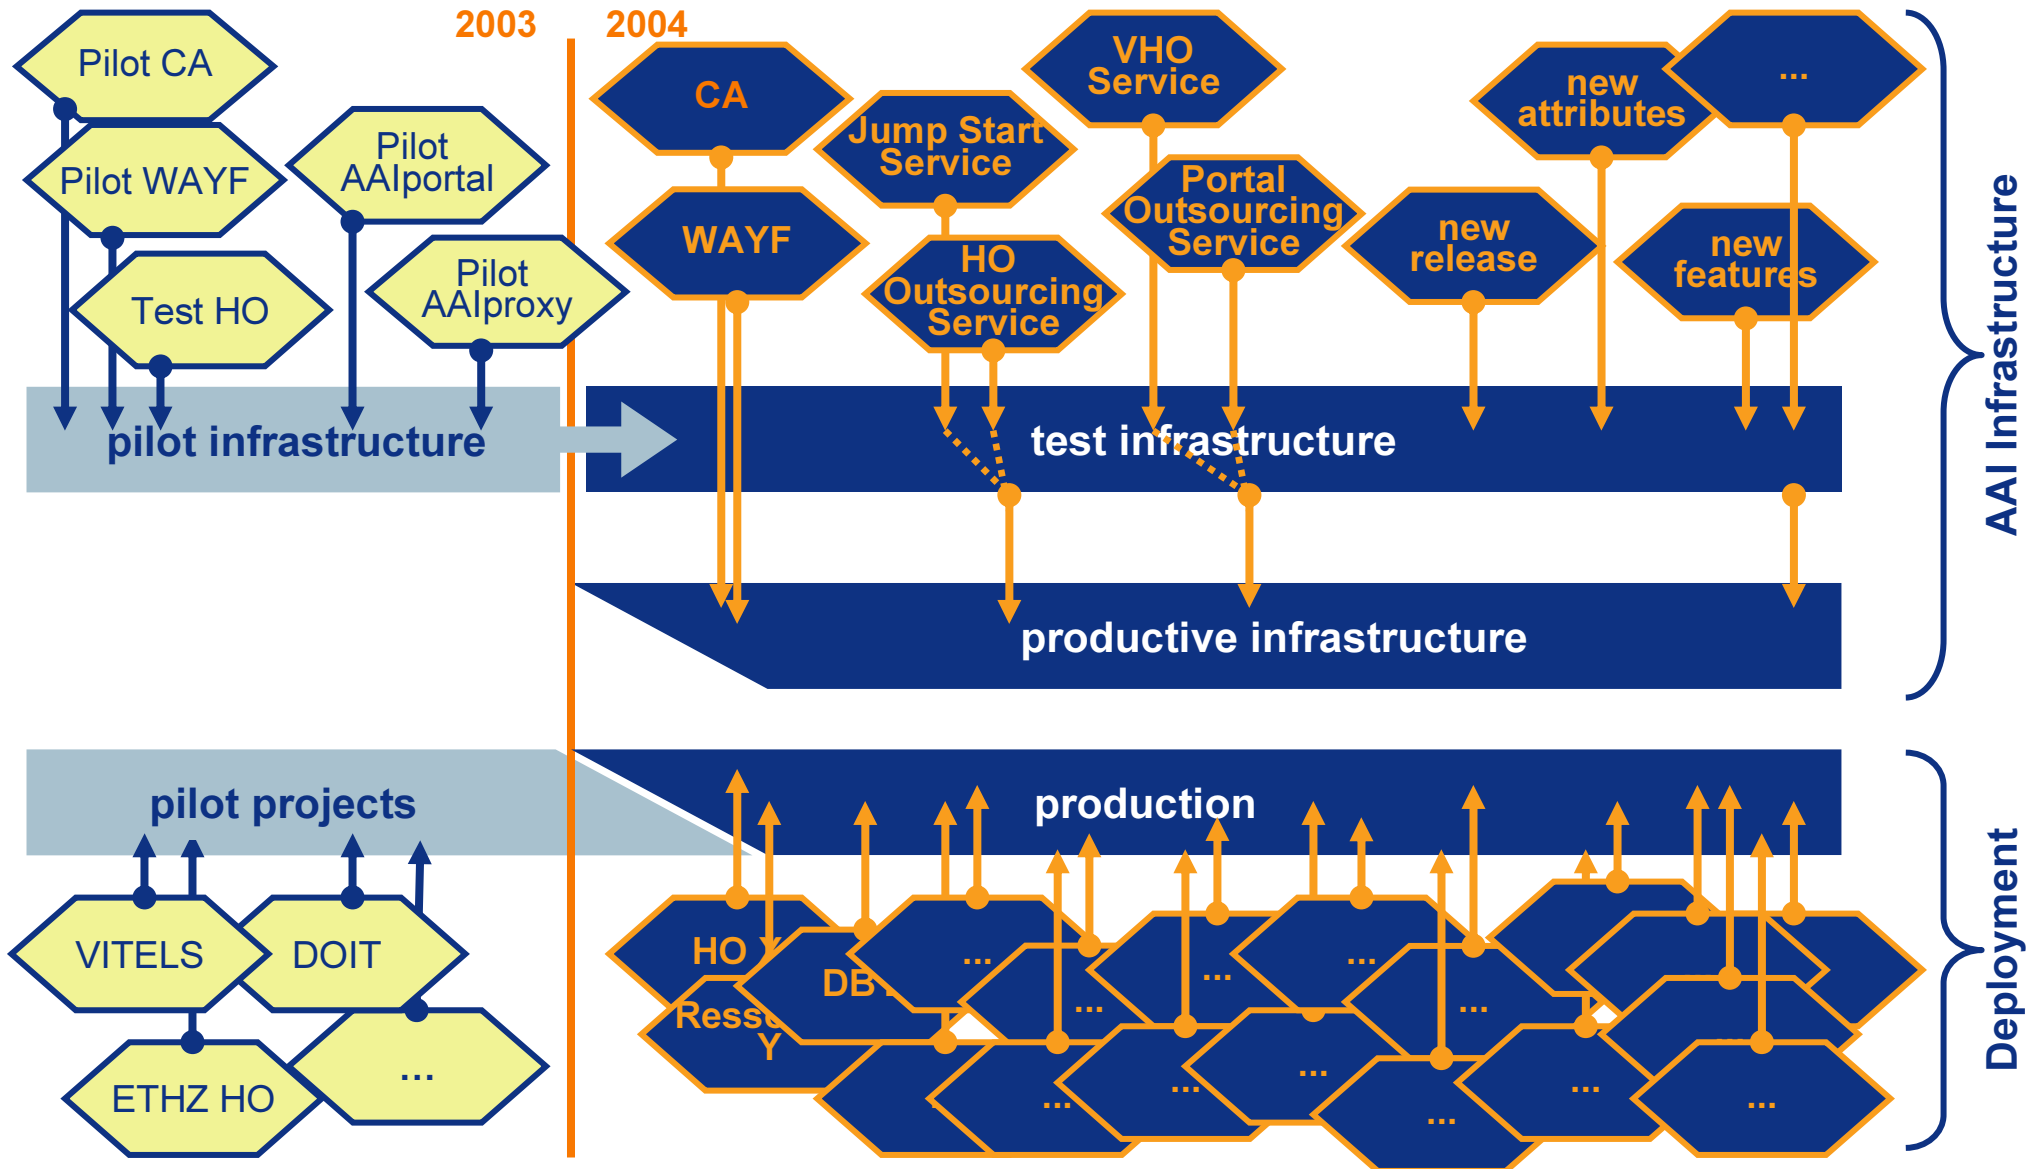 2003
2004
Pilot CA
Pilot WAYF
Test HO
Pilot
AAIportal
Pilot
AAIproxy
CA
WAYF
Jump Start
Service
HO
Outsourcing
Service
VHO
Service
Portal
Outsourcing
Service
new
release
new
attributes
new
features
...
pilot infrastructure
test infrastructure
productive infrastructure
AAI Infrastructure
pilot projects
production
VITELS
DOIT
ETHZ HO
...
HO Y
DB
Y
...
...
...
...
...
...
...
...
...
...
...
Deployment